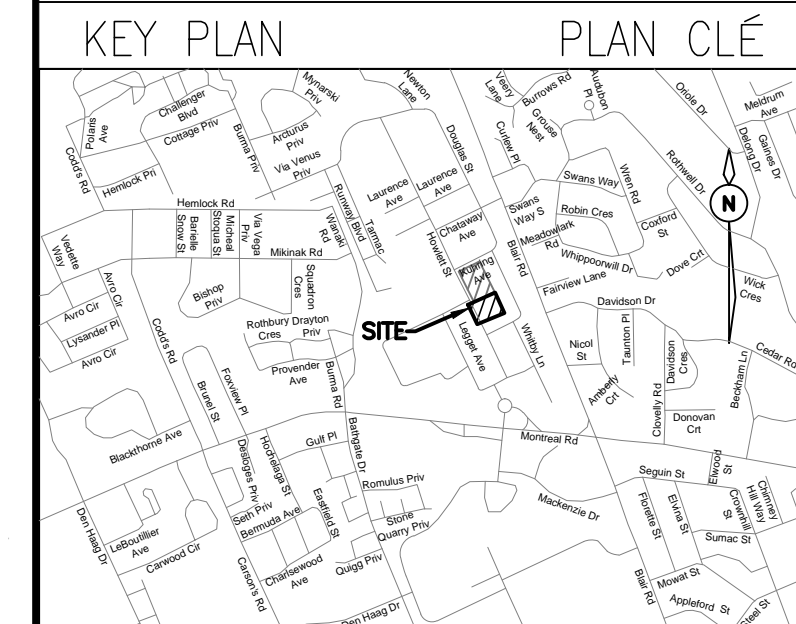 KEY PLAN
PLAN CLÉ
Polaris
Ave
Challenger
Blvd
Cottage Priv
Burma Priv
Mynarski
Priv
Arcturus
Priv
Via Venus
Priv
Newton
Lane
Douglas St
Veery
Lane
Burrows Rd
Grouse
Nest
Curlew Pl
Audubon
Pl
Oriole Dr
Meldrum
Ave
Delong Dr
Gaines Dr
Codd's Rd
Hemlock Pri
Hemlock Rd
Laurence
Ave
Laurence
Ave
Swans Way
Wren Rd
Rothwell Dr
N
Vedette
Way
Barielle
Snow St
Stoqua St
Micheal
Priv
Via Vega
Wanaki
Rd
Runway Blvd
Tarmac
Mikinak Rd
Howlett St
Chataway
Ave
Swans
Way S
Robin Cres
Coxford
St
Meadowlark
Rd
Blair Rd
Whippoorwill Dr
Dove Crt
Wick
Cres
Avro Cir
Avro Cir
Lysander Pl
Avro Cir
Bishop
Priv
Squadron
Cres
Kuhring
Ave
Fairview Lane
Davidson Dr
SITE
Codd's Rd
Rothbury
Cres
Drayton
Priv
Provender
Ave
Burma Rd
Legget Ave
Whitby Ln
Nicol
St
Taunton Pl
Amberly
Crt
Davidson
Cres
Clovelly Rd
Donovan
Crt
Beckham Ln
Cedar Rd
Brunel St
Foxview Pl
Blackthorne Ave
Gulf Pl
Bathgate Dr
Montreal Rd
Desloges Priv
Hochelaga St
Romulus Priv
Seguin St
Elwood
St
Seth Priv
Bermuda Ave
Eastfield St
Stone
Quarry Priv
Mackenzie Dr
Florette St
Elvina St
Crownhill
St
Chimney
Hill Way
Den Haag Dr
LeBoutillier
Ave
Carwood Cir
Carson's Rd
Charlsewood
Ave
Quigg Priv
Sumac St
Mowat St
Blair Rd
Appleford St
Steel St
Den Haag Dr